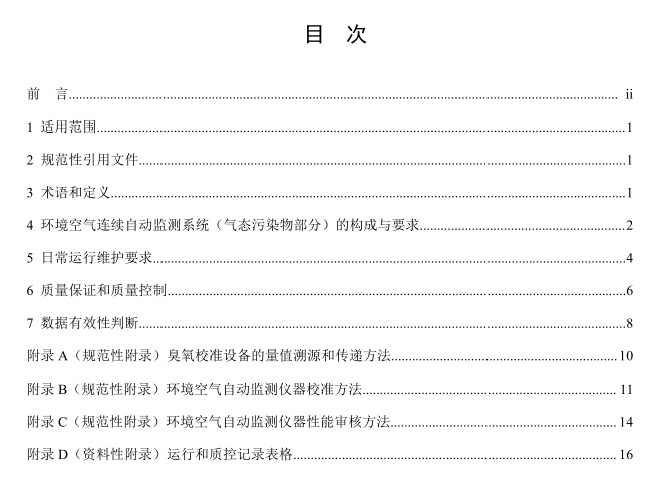 目 次
前 言 ii
1 适用范围 1
2 规范性引用文件 1
3 术语和定义 1
4 环境空气连续自动监测系统（气态污染物部分）的构成与要求 2
5 日常运行维护要求 4
6 质量保证和质量控制 6
7 数据有效性判断 8
附录 A（规范性附录）臭氧校准设备的量值溯源和传递方法 10
附录 B（规范性附录）环境空气自动监测仪器校准方法 11
附录 C（规范性附录）环境空气自动监测仪器性能审核方法 14
附录 D（资料性附录）运行和质控记录表格 16